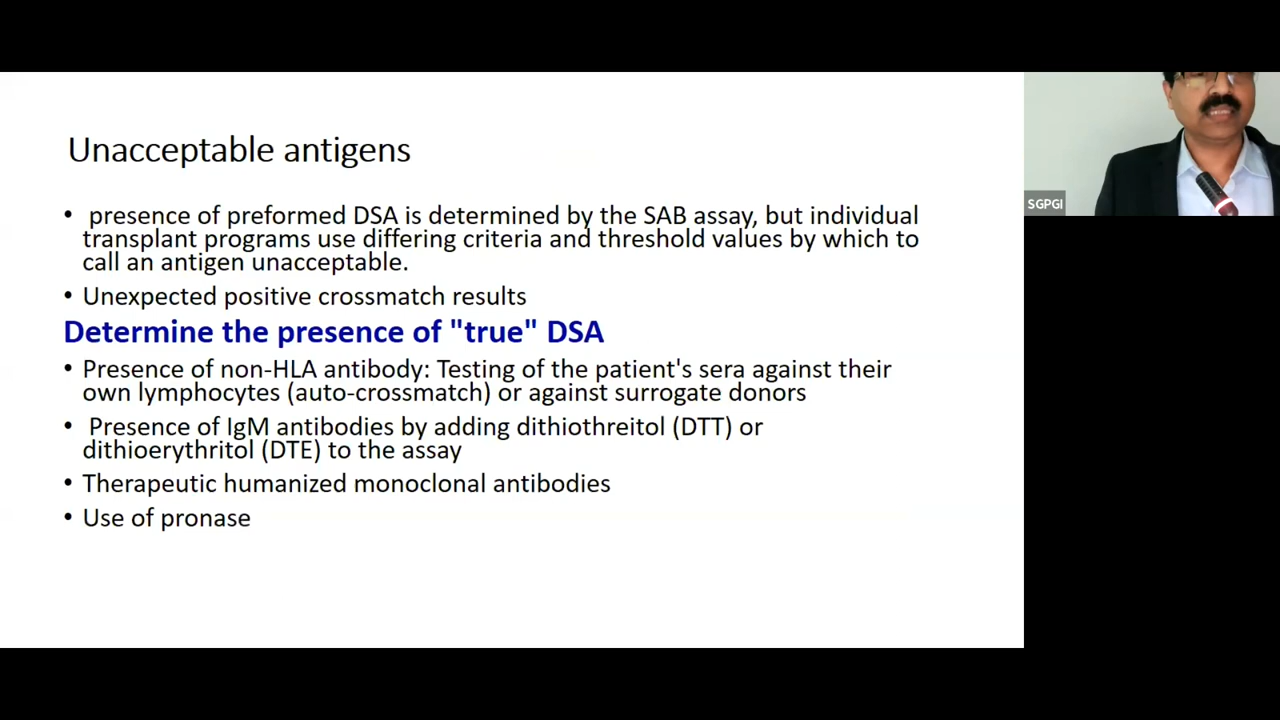 Unacceptable antigens
• presence of preformed DSA is determined by the SAB assay, but individual
transplant programs use differing criteria and threshold values by which to
call an antigen unacceptable.
• Unexpected positive crossmatch results
Determine the presence of "true" DSA
• Presence of non-HLA antibody: Testing of the patient's sera against their
own lymphocytes (auto-crossmatch) or against surrogate donors
• Presence of IgM antibodies by adding dithiothreitol (DTT) or
dithioerythritol (DTE) to the assay
• Therapeutic humanized monoclonal antibodies
• Use of pronase
SGPGI